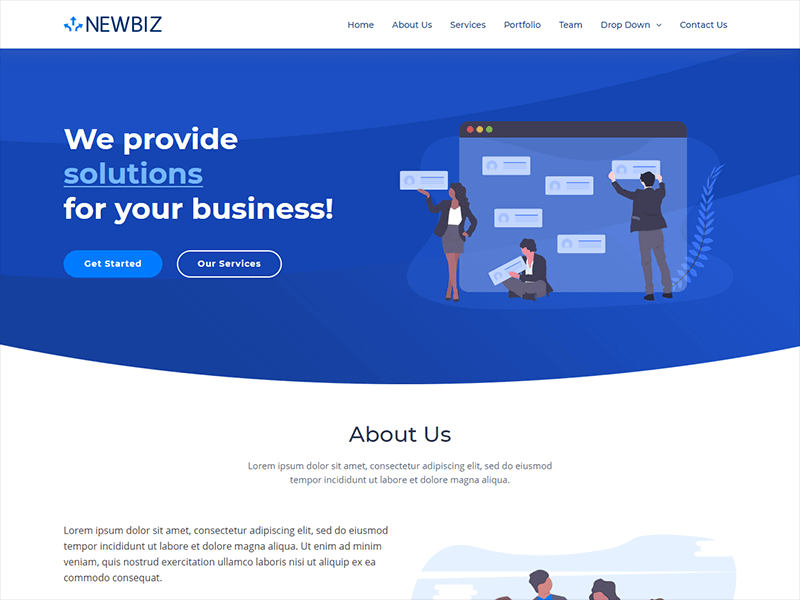 NEWBIZ
Home About Us Services Portfolio Team Drop Down Contact Us
We provide
solutions
for your business!
Get Started Our Services
About Us
Lorem ipsum dolor sit amet, consectetur adipiscing elit, sed do eiusmod
tempor incididunt ut labore et dolore magna aliqua.
Lorem ipsum dolor sit amet, consectetur adipiscing elit, sed do eiusmod
tempor incididunt ut labore et dolore magna aliqua. Ut enim ad minim
veniam, quis nostrud exercitation ullamco laboris nisi ut aliquip ex ea
commodo consequat.